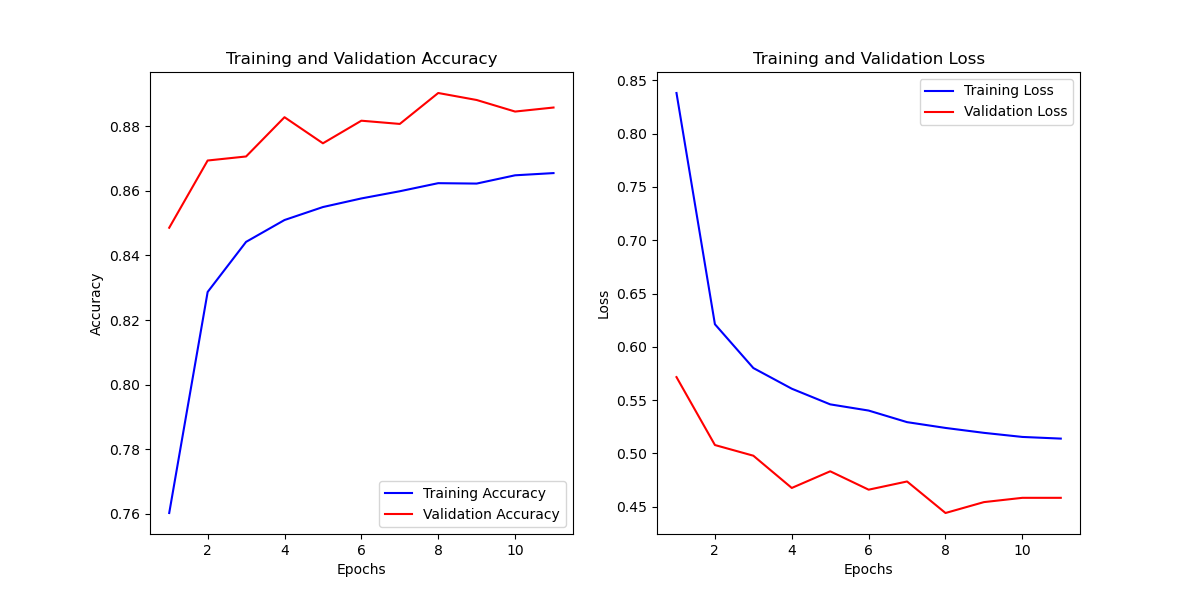 Training and Validation Accuracy
0.88
0.86
0.84
0.82
0.80
0.78
0.76
Accuracy
Training Accuracy
Validation Accuracy
2 4 6 8 10
Epochs
Training and Validation Loss
0.85
0.80
0.75
0.70
0.65
0.60
0.55
0.50
0.45
Loss
Training Loss
Validation Loss
2 4 6 8 10
Epochs